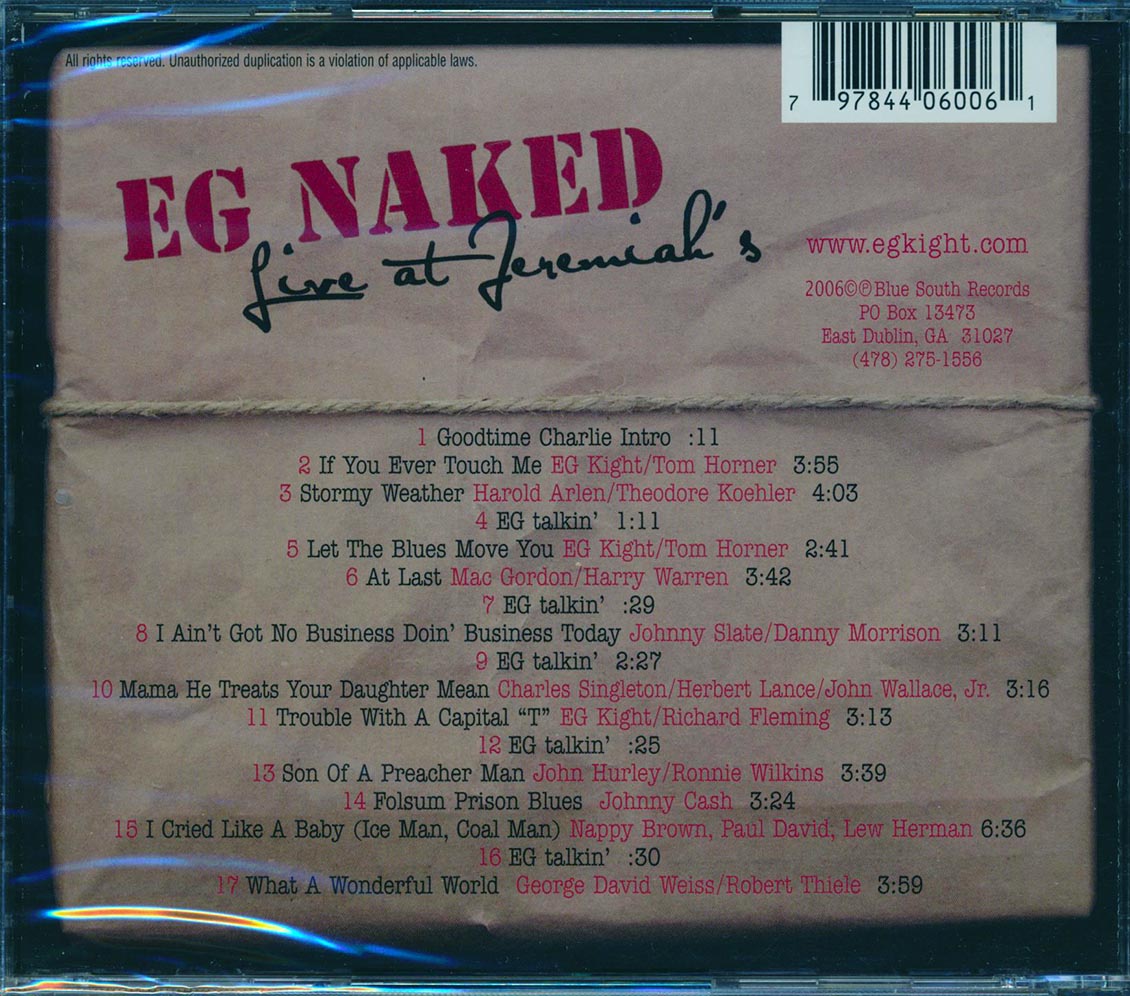 All rights reserved. Unauthorized duplication is a violation of applicable laws.
7 97844 06006 1
EG NAKED
Live at Jeremiah's
www.egkight.com
2006©℗Blue South Records
PO Box 13473
East Dublin, GA 31027
(478) 275-1556
1 Goodtime Charlie Intro :11
2 If You Ever Touch Me EG Kight/Tom Horner 3:55
3 Stormy Weather Harold Arlen/Theodore Koehler 4:03
4 EG talkin' 1:11
5 Let The Blues Move You EG Kight/Tom Horner 2:41
6 At Last Mac Gordon/Harry Warren 3:42
7 EG talkin' :29
8 I Ain't Got No Business Doin' Business Today Johnny Slate/Danny Morrison 3:11
9 EG talkin' 2:27
10 Mama He Treats Your Daughter Mean Charles Singleton/Herbert Lance/John Wallace, Jr. 3:16
11 Trouble With A Capital “T” EG Kight/Richard Fleming 3:13
12 EG talkin' :25
13 Son Of A Preacher Man John Hurley/Ronnie Wilkins 3:39
14 Folsum Prison Blues Johnny Cash 3:24
15 I Cried Like A Baby (Ice Man, Coal Man) Nappy Brown, Paul David, Lew Herman 6:36
16 EG talkin' :30
17 What A Wonderful World George David Weiss/Robert Thiele 3:59